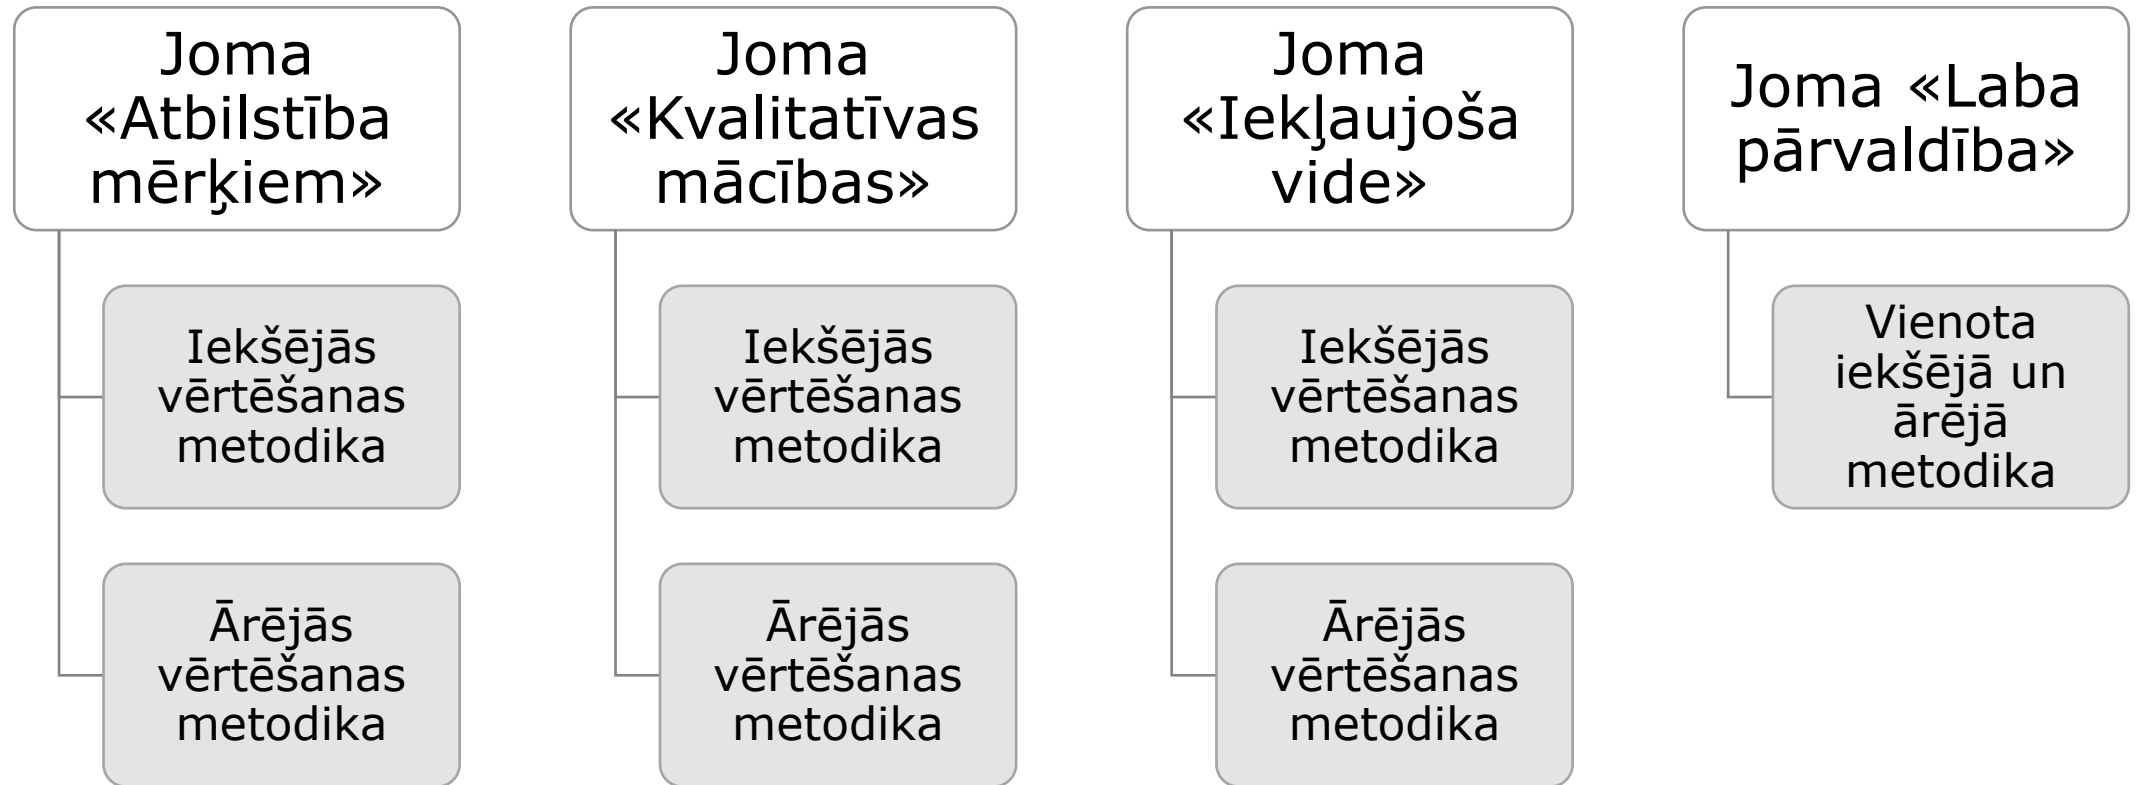 Joma
«Atbilstība
mērķiem»
Iekšējās
vērtēšanas
metodika
Ārējās
vērtēšanas
metodika
Joma
«Kvalitatīvas
mācības»
Iekšējās
vērtēšanas
metodika
Ārējās
vērtēšanas
metodika
Joma
«Iekļaujoša
vide»
Iekšējās
vērtēšanas
metodika
Ārējās
vērtēšanas
metodika
Joma «Laba
pārvaldība»
Vienota
iekšējā un
ārējā
metodika